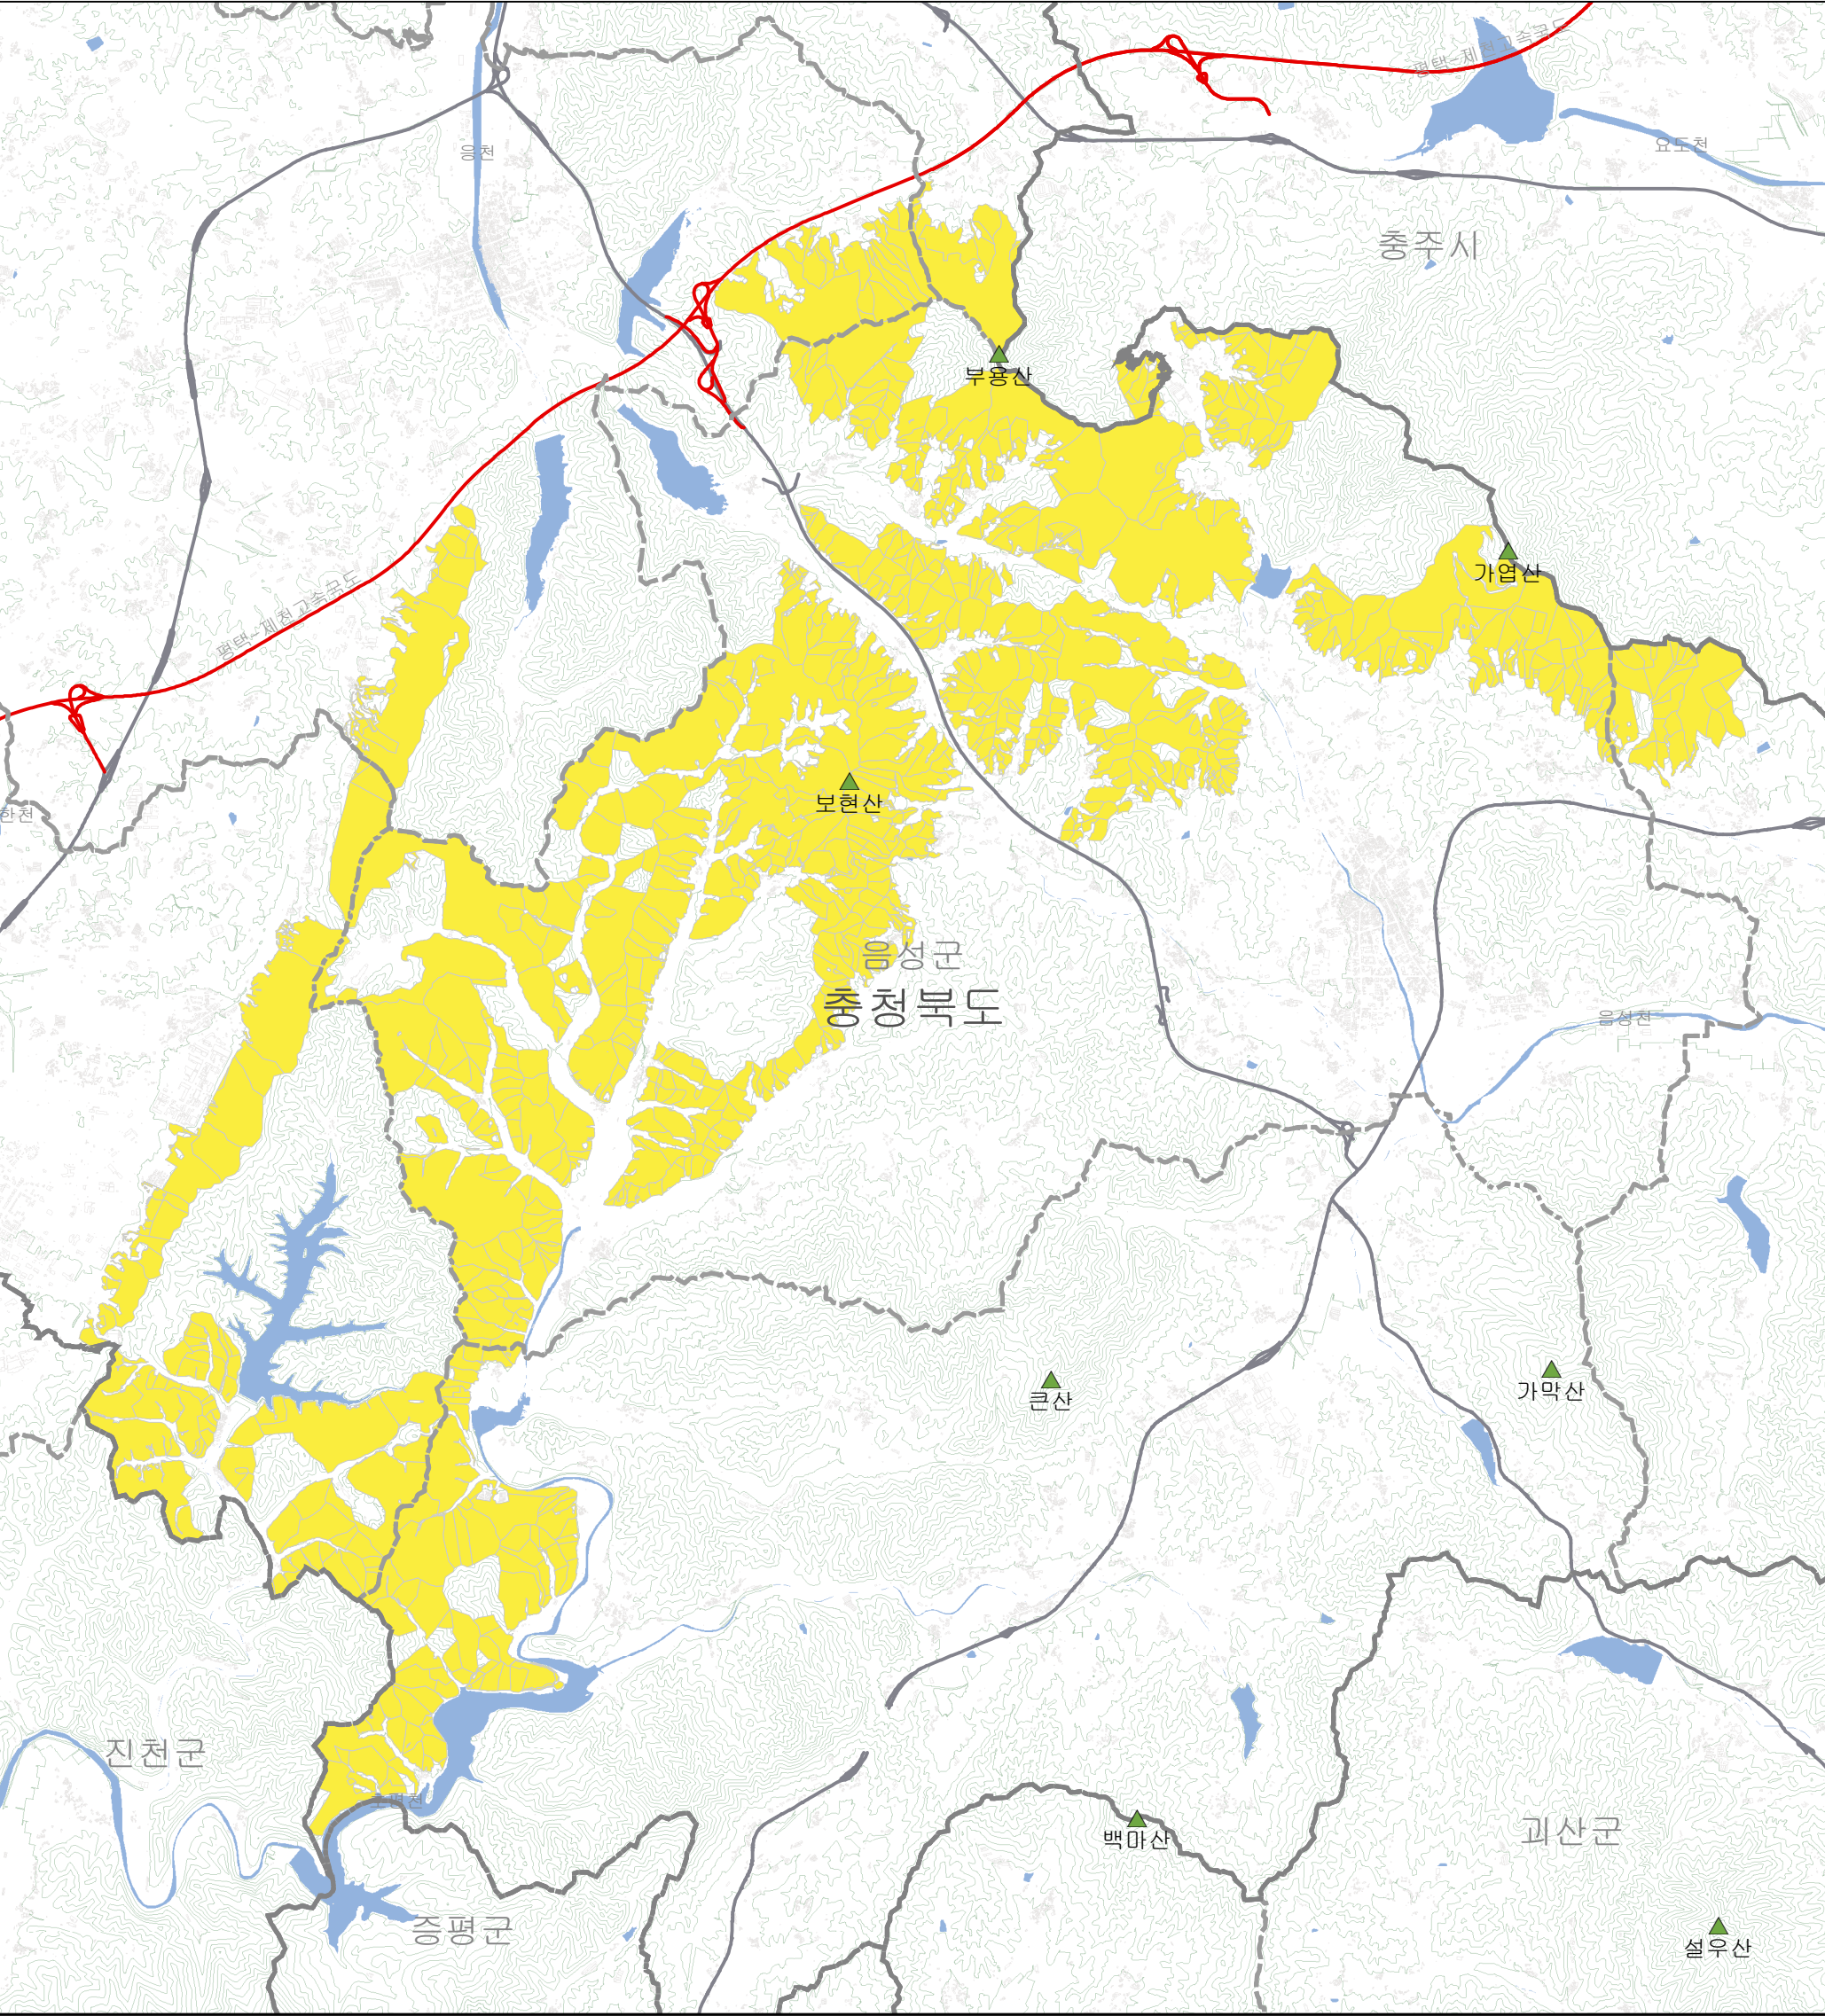 평택-제천고속국도
요도천
응천
충주시
부용산
가엽산
평택-제천고속국도
보현산
한천
음성군
충청북도
음성천
가막산
큰산
진천군
초평천
괴산군
백마산
증평군
설우산